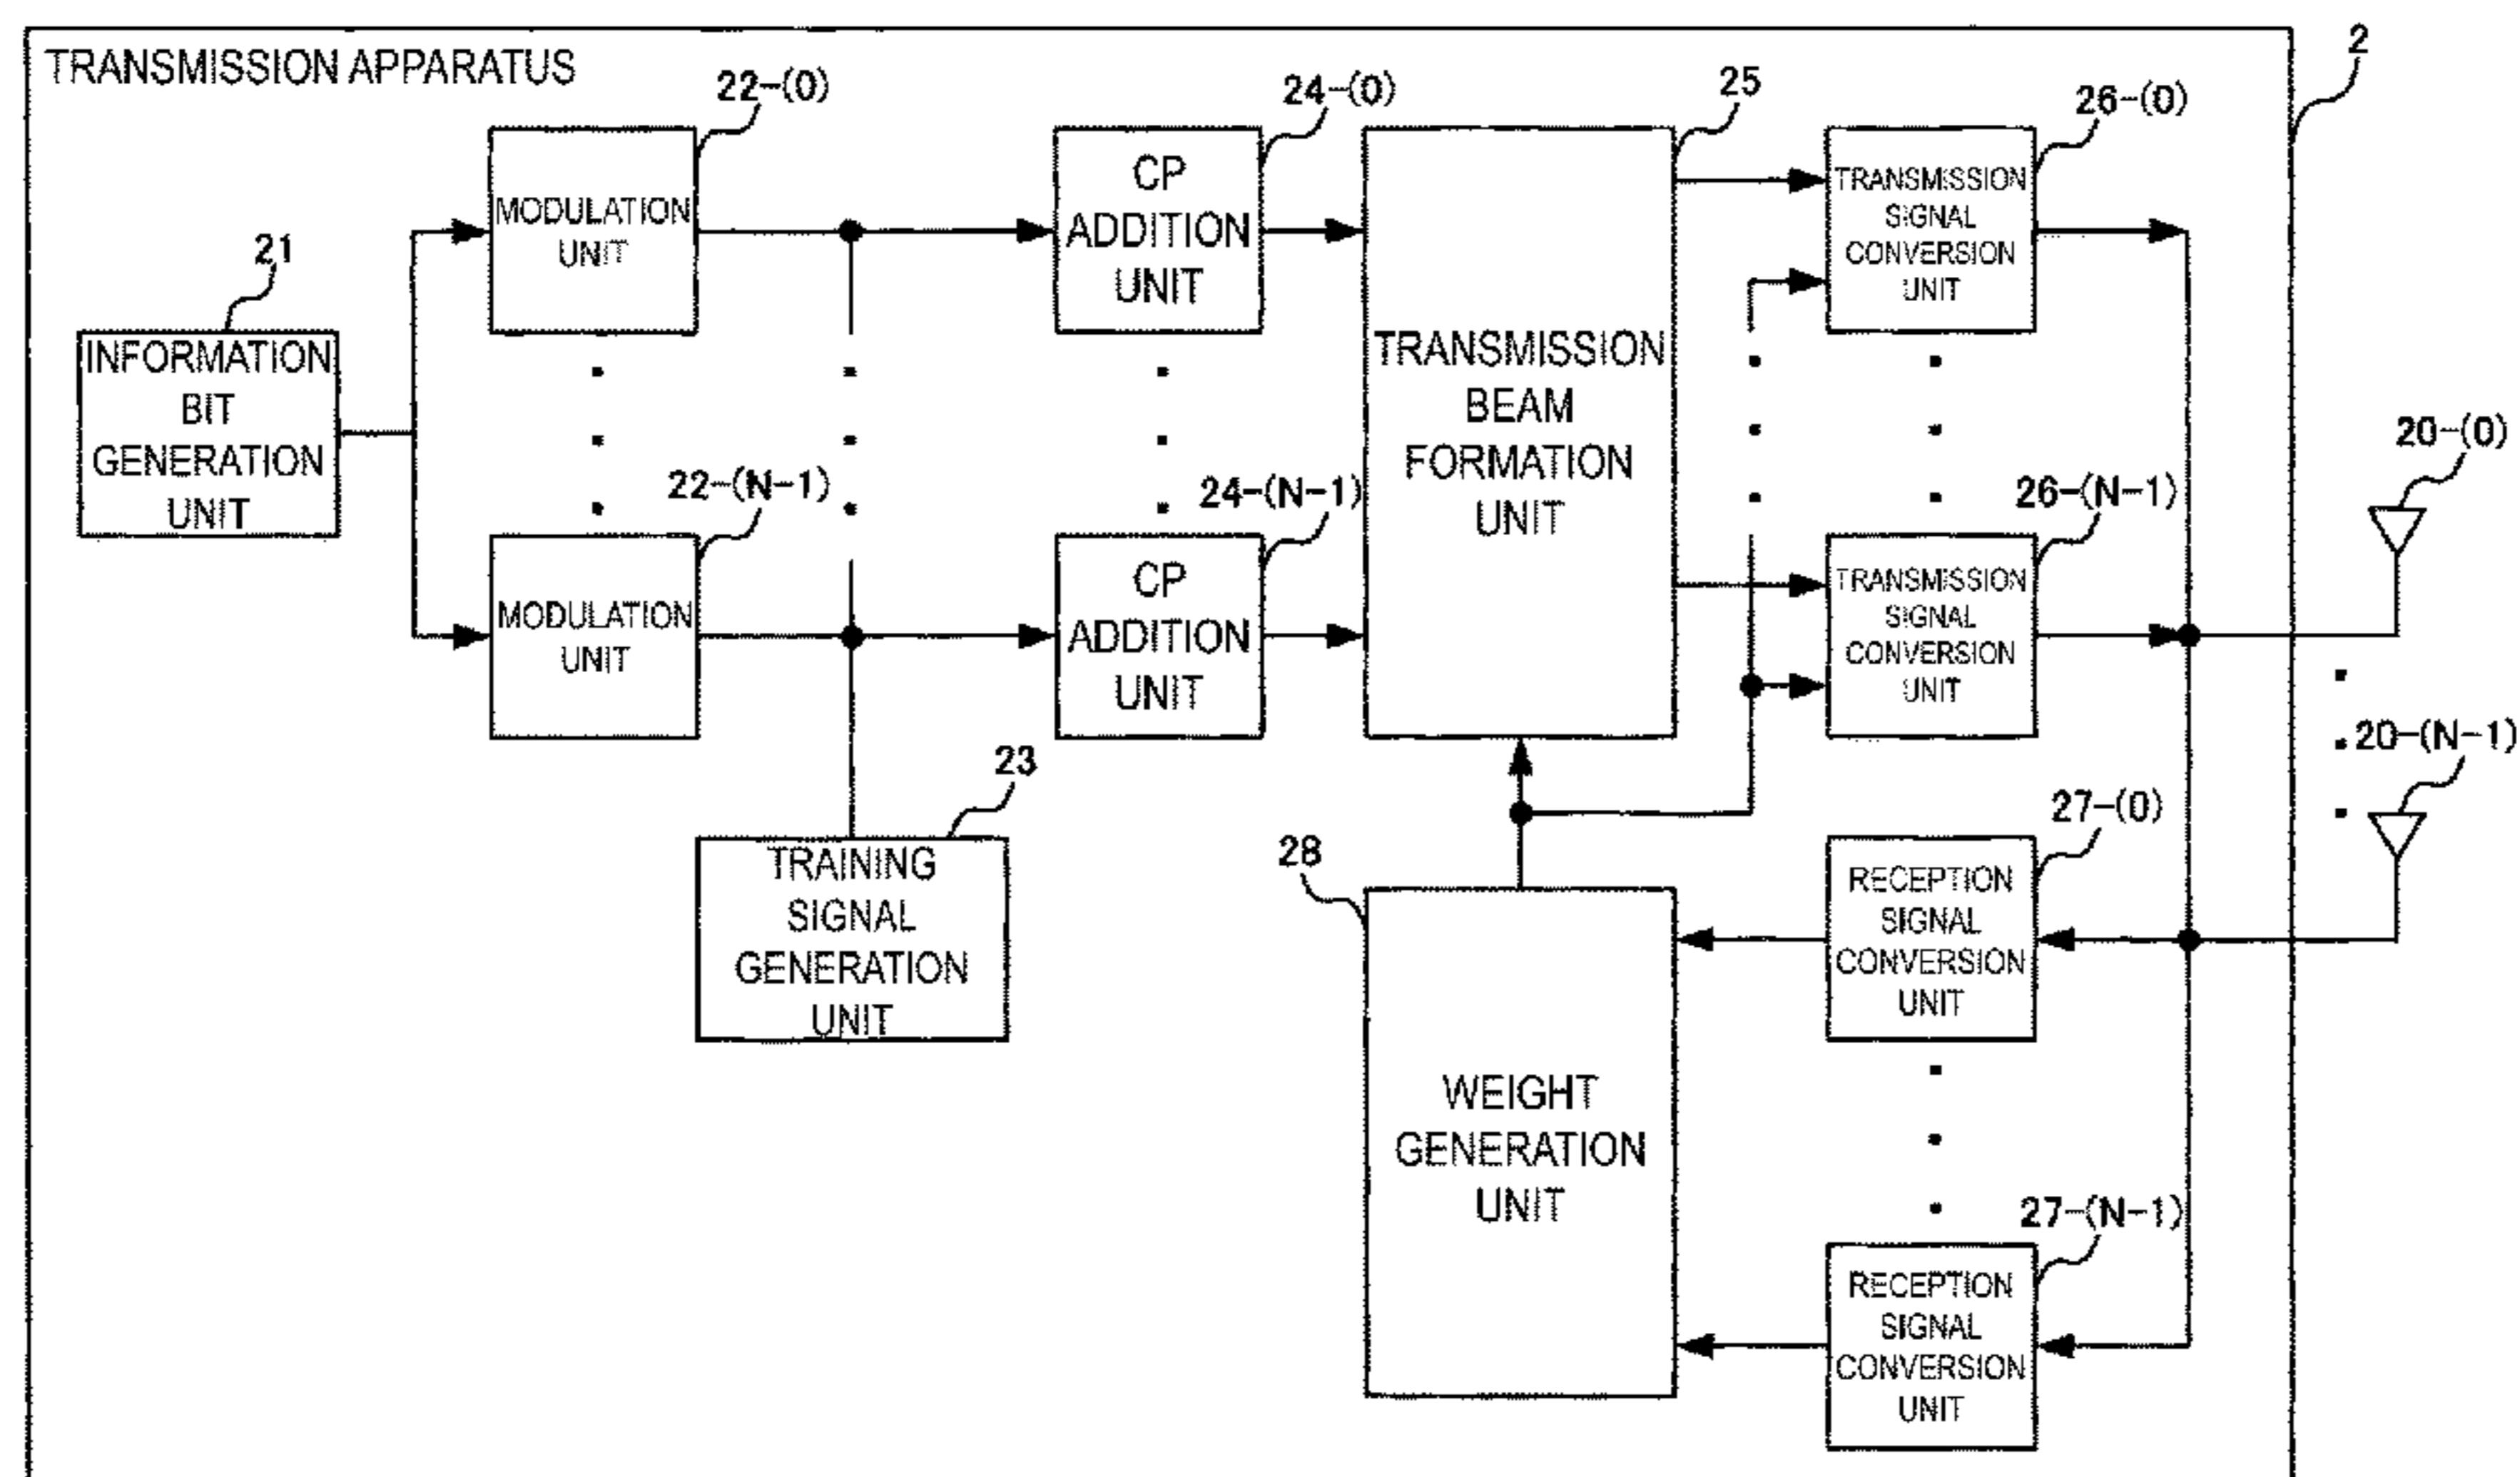 TRANSMISSION APPARATUS
2
22-(0)
24-(0)
25
26-(0)
MODULATION
UNIT
CP
ADDITION
UNIT
TRANSMISSION
SIGNAL
CONVERSION
UNIT
21
INFORMATION
BIT
GENERATION
UNIT
TRANSMISSION
BEAM
FORMATION
UNIT
20-(0)
22-(N-1)
24-(N-1)
26-(N-1)
MODULATION
UNIT
CP
ADDITION
UNIT
TRANSMISSION
SIGNAL
CONVERSION
UNIT
20-(N-1)
23
TRAINING
SIGNAL
GENERATION
UNIT
28
27-(0)
RECEPTION
SIGNAL
CONVERSION
UNIT
WEIGHT
GENERATION
UNIT
27-(N-1)
RECEPTION
SIGNAL
CONVERSION
UNIT